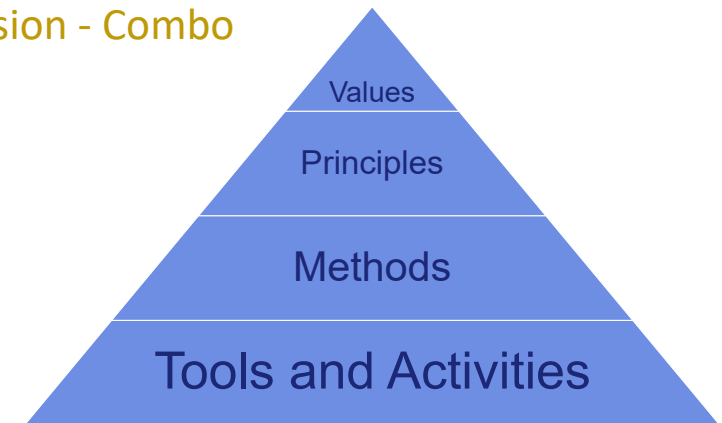 sion - Combo
Values
Principles
Methods
Tools and Activities